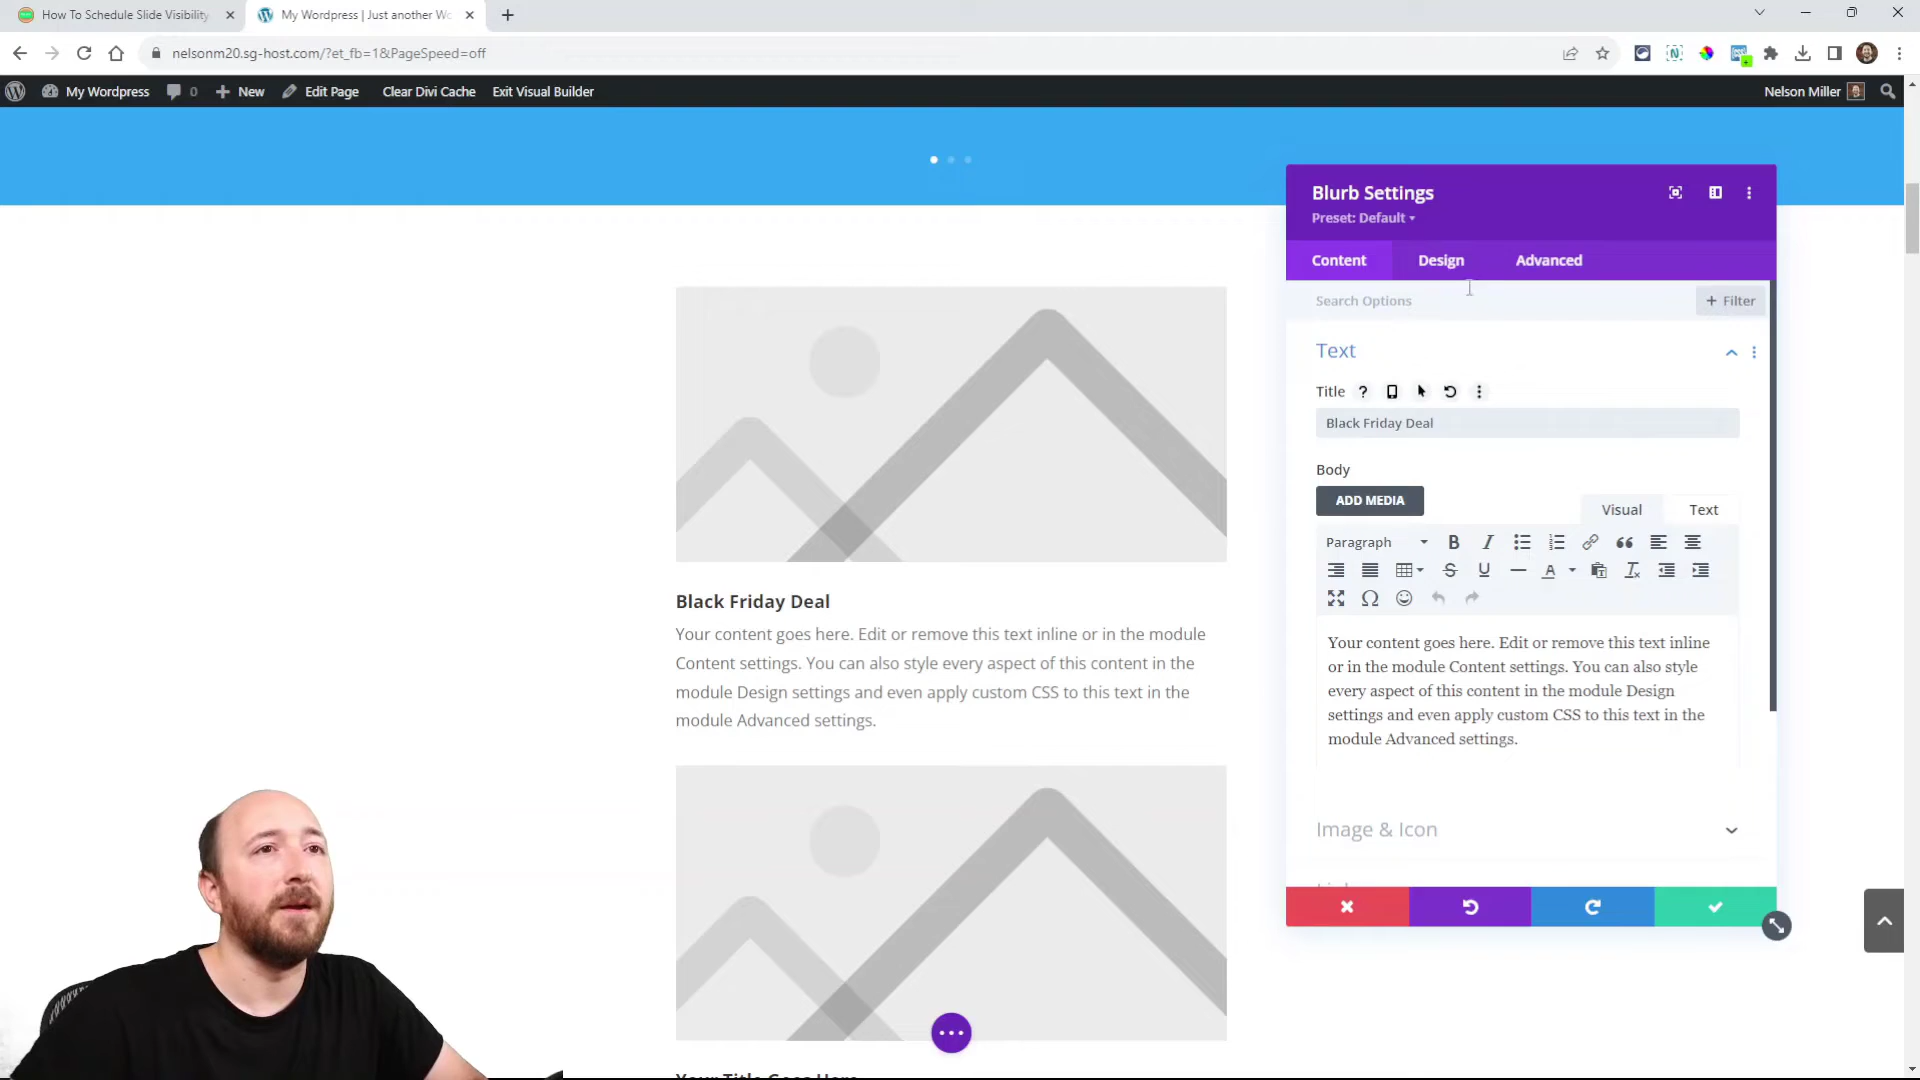 How To Schedule Slide Visibility
My Wordpress | Just another Wo
nelsonm20.sg-host.com/?et_fb=1&PageSpeed=off
My Wordpress
0
New
Edit Page
Clear Divi Cache
Exit Visual Builder
Nelson Miller
Blurb Settings
Preset: Default
Content
Design
Advanced
Search Options
+ Filter
Text
Title
?
Black Friday Deal
Body
ADD MEDIA
Visual
Text
Paragraph
Your content goes here. Edit or remove this text inline
or in the module Content settings. You can also style
every aspect of this content in the module Design
settings and even apply custom CSS to this text in the
module Advanced settings.
Image & Icon
Black Friday Deal
Your content goes here. Edit or remove this text inline or in the module
Content settings. You can also style every aspect of this content in the
module Design settings and even apply custom CSS to this text in the
module Advanced settings.
Your Title Goes Here